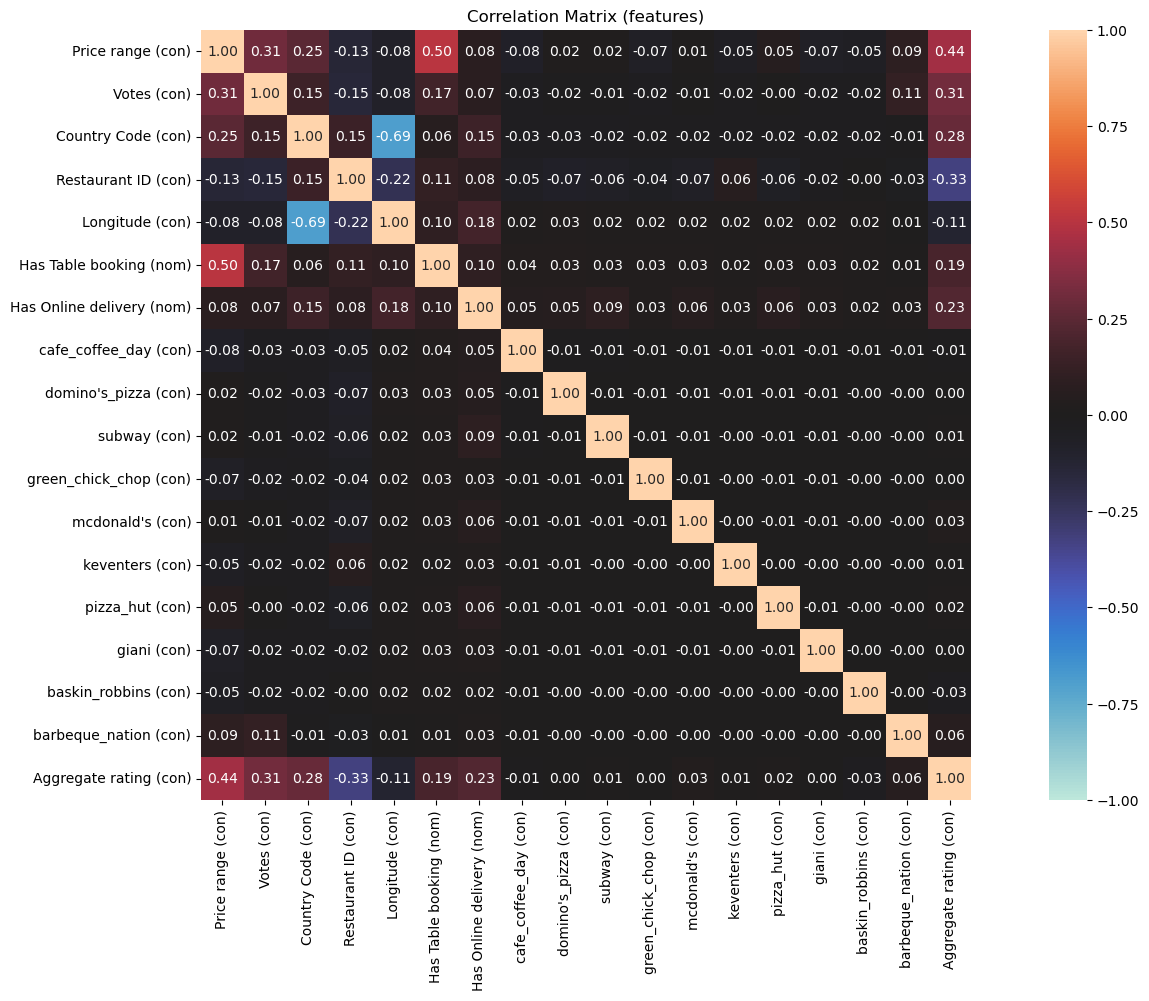 Correlation Matrix (features)
Price range (con) 1.00 0.31 0.25 -0.13 -0.08 0.50 0.08 -0.08 0.02 0.02 -0.07 0.01 -0.05 0.05 -0.07 -0.05 0.09 0.44
Votes (con) 0.31 1.00 0.15 -0.15 -0.08 0.17 0.07 -0.03 -0.02 -0.01 -0.02 -0.01 -0.02 -0.00 -0.02 -0.02 0.11 0.31
Country Code (con) 0.25 0.15 1.00 0.15 -0.69 0.06 0.15 -0.03 -0.03 -0.02 -0.02 -0.02 -0.02 -0.02 -0.02 -0.02 -0.01 0.28
Restaurant ID (con) -0.13 -0.15 0.15 1.00 -0.22 0.11 0.08 -0.05 -0.07 -0.06 -0.04 -0.07 0.06 -0.06 -0.02 -0.00 -0.03 -0.33
Longitude (con) -0.08 -0.08 -0.69 -0.22 1.00 0.10 0.18 0.02 0.03 0.02 0.02 0.02 0.02 0.02 0.02 0.02 0.01 -0.11
Has Table booking (nom) 0.50 0.17 0.06 0.11 0.10 1.00 0.10 0.04 0.03 0.03 0.03 0.03 0.02 0.03 0.03 0.02 0.01 0.19
Has Online delivery (nom) 0.08 0.07 0.15 0.08 0.18 0.10 1.00 0.05 0.05 0.09 0.03 0.06 0.03 0.06 0.03 0.02 0.03 0.23
cafe_coffee_day (con) -0.08 -0.03 -0.03 -0.05 0.02 0.04 0.05 1.00 -0.01 -0.01 -0.01 -0.01 -0.01 -0.01 -0.01 -0.01 -0.01 -0.01
domino's_pizza (con) 0.02 -0.02 -0.03 -0.07 0.03 0.03 0.05 -0.01 1.00 -0.01 -0.01 -0.01 -0.01 -0.01 -0.01 -0.00 -0.00 0.00
subway (con) 0.02 -0.01 -0.02 -0.06 0.02 0.03 0.09 -0.01 -0.01 1.00 -0.01 -0.01 -0.00 -0.01 -0.01 -0.00 -0.00 0.01
green_chick_chop (con) -0.07 -0.02 -0.02 -0.04 0.02 0.03 0.03 -0.01 -0.01 -0.01 1.00 -0.01 -0.00 -0.01 -0.01 -0.00 -0.00 0.00
mcdonald's (con) 0.01 -0.01 -0.02 -0.07 0.02 0.03 0.06 -0.01 -0.01 -0.01 -0.01 1.00 -0.00 -0.01 -0.01 -0.00 -0.00 0.03
keventers (con) -0.05 -0.02 -0.02 0.06 0.02 0.02 0.03 -0.01 -0.01 -0.00 -0.00 -0.00 1.00 -0.00 -0.00 -0.00 -0.00 0.01
pizza_hut (con) 0.05 -0.00 -0.02 -0.06 0.02 0.03 0.06 -0.01 -0.01 -0.01 -0.01 -0.01 -0.00 1.00 -0.01 -0.00 -0.00 0.02
giani (con) -0.07 -0.02 -0.02 -0.02 0.02 0.03 0.03 -0.01 -0.01 -0.01 -0.01 -0.01 -0.00 -0.01 1.00 -0.00 -0.00 0.00
baskin_robbins (con) -0.05 -0.02 -0.02 -0.00 0.02 0.02 0.02 -0.01 -0.00 -0.00 -0.00 -0.00 -0.00 -0.00 -0.00 1.00 -0.00 -0.03
barbeque_nation (con) 0.09 0.11 -0.01 -0.03 0.01 0.01 0.03 -0.01 -0.00 -0.00 -0.00 -0.00 -0.00 -0.00 -0.00 -0.00 1.00 0.06
Aggregate rating (con) 0.44 0.31 0.28 -0.33 -0.11 0.19 0.23 -0.01 0.00 0.01 0.00 0.03 0.01 0.02 0.00 -0.03 0.06 1.00
Price range (con)
Votes (con)
Country Code (con)
Restaurant ID (con)
Longitude (con)
Has Table booking (nom)
Has Online delivery (nom)
cafe_coffee_day (con)
domino's_pizza (con)
subway (con)
green_chick_chop (con)
mcdonald's (con)
keventers (con)
pizza_hut (con)
giani (con)
baskin_robbins (con)
barbeque_nation (con)
Aggregate rating (con)
1.00
0.75
0.50
0.25
0.00
−0.25
−0.50
−0.75
−1.00